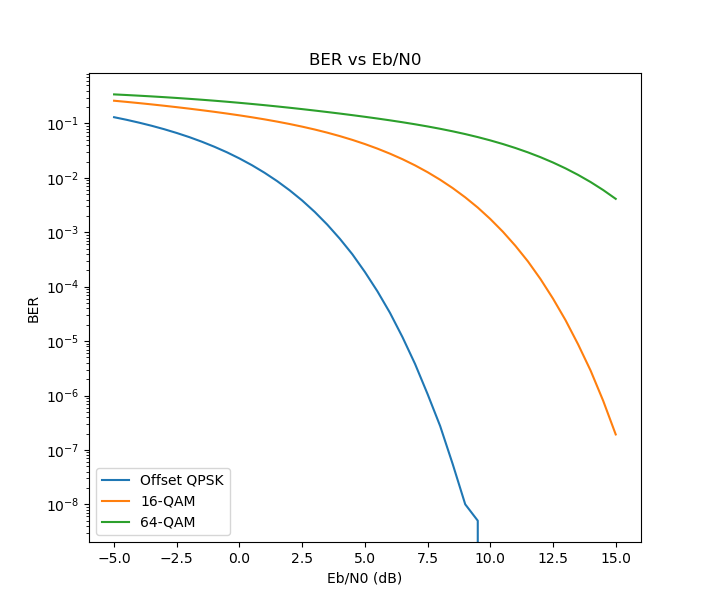 BER vs Eb/N0
BER
10⁻¹
10⁻²
10⁻³
10⁻⁴
10⁻⁵
10⁻⁶
10⁻⁷
10⁻⁸
Offset QPSK
16-QAM
64-QAM
−5.0 −2.5 0.0 2.5 5.0 7.5 10.0 12.5 15.0
Eb/N0 (dB)